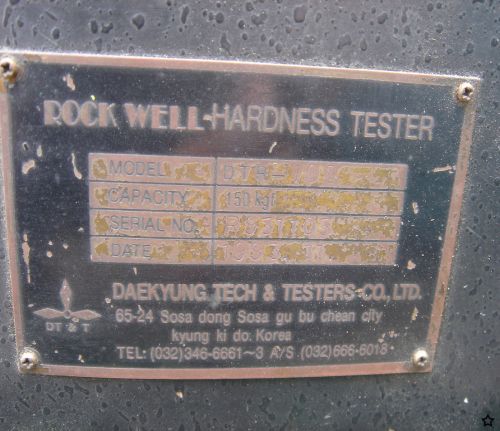 ROCK WELL-HARDNESS TESTER
MODEL DTR-
CAPACITY 150 kgf
SERIAL NO.
DATE
DAEKYUNG TECH & TESTERS CO., LTD.
DT & T
65-24 Sosa dong Sosa gu bu chean city
kyung ki do. Korea
TEL: (032)346-6661~3 A/S (032)666-6018